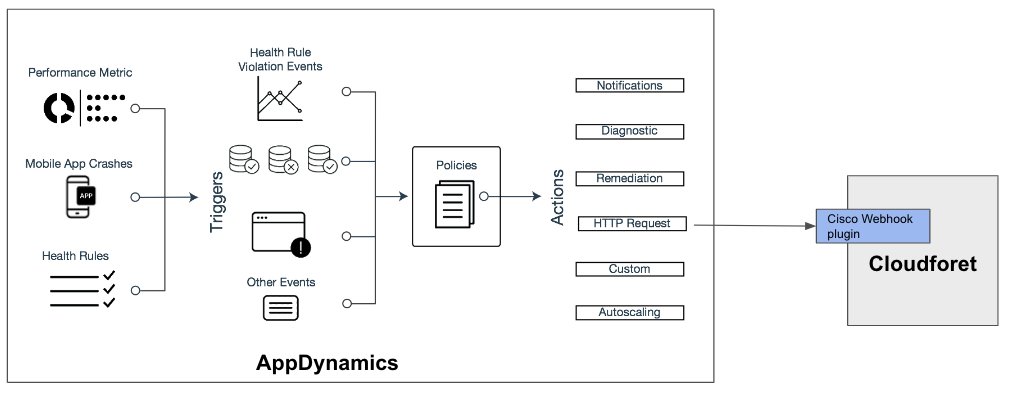 Performance Metric
Mobile App Crashes
APP
Health Rules
Triggers
Health Rule
Violation Events
Other Events
Policies
Actions
Notifications
Diagnostic
Remediation
HTTP Request
Custom
Autoscaling
AppDynamics
Cisco Webhook
plugin
Cloudforet